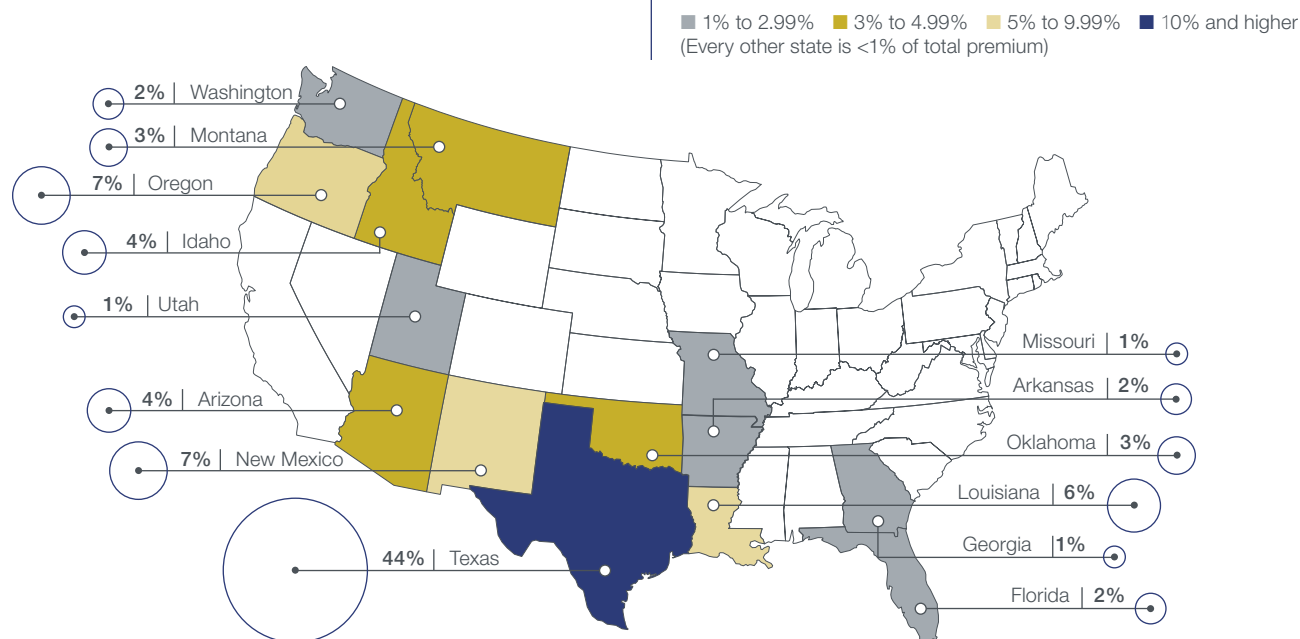 1% to 2.99% 3% to 4.99% 5% to 9.99% 10% and higher
(Every other state is <1% of total premium)
2% | Washington
3% | Montana
7% | Oregon
4% | Idaho
1% | Utah
4% | Arizona
7% | New Mexico
44% | Texas
Missouri | 1%
Arkansas | 2%
Oklahoma | 3%
Louisiana | 6%
Georgia |1%
Florida | 2%